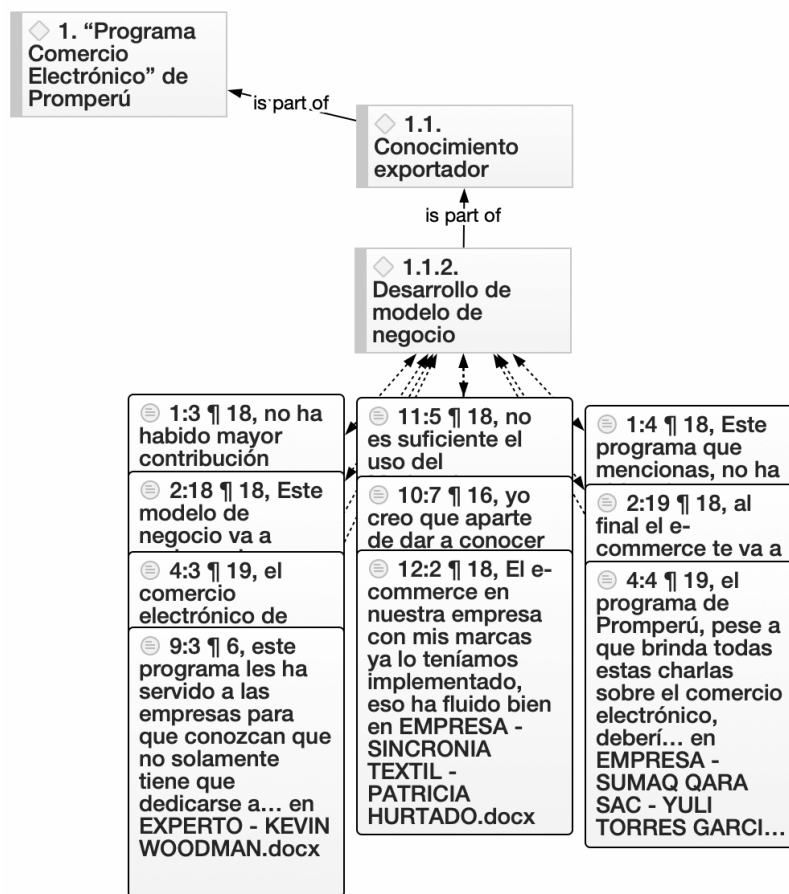 1. “Programa
Comercio
Electrónico” de
Promperú
is part of
1.1.
Conocimiento
exportador
is part of
1.1.2.
Desarrollo de
modelo de
negocio
1:3 ¶ 18, no ha
habido mayor
contribución
2:18 ¶ 18, Este
modelo de
negocio va a
4:3 ¶ 19, el
comercio
electrónico de
9:3 ¶ 6, este
programa les ha
servido a las
empresas para
que conozcan que
no solamente
tiene que
dedicarse a… en
EXPERTO - KEVIN
WOODMAN.docx
11:5 ¶ 18, no
es suficiente el
uso del
10:7 ¶ 16, yo
creo que aparte
de dar a conocer
12:2 ¶ 18, El e-
commerce en
nuestra empresa
con mis marcas
ya lo teníamos
implementado,
eso ha fluido bien
en EMPRESA -
SINCRONIA
TEXTIL -
PATRICIA
HURTADO.docx
1:4 ¶ 18, Este
programa que
mencionas, no ha
2:19 ¶ 18, al
final el e-
commerce te va a
4:4 ¶ 19, el
programa de
Promperú, pese a
que brinda todas
estas charlas
sobre el comercio
electrónico,
deberí… en
EMPRESA -
SUMAQ QARA
SAC - YULI
TORRES GARCI…